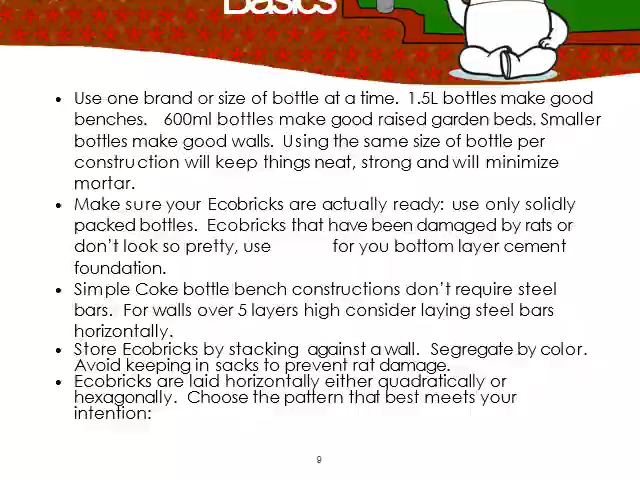 Basics
• Use one brand or size of bottle at a time. 1.5L bottles make good
benches. 600ml bottles make good raised garden beds. Smaller
bottles make good walls. Using the same size of bottle per
construction will keep things neat, strong and will minimize
mortar.
• Make sure your Ecobricks are actually ready: use only solidly
packed bottles. Ecobricks that have been damaged by rats or
don't look so pretty, use for you bottom layer cement
foundation.
• Simple Coke bottle bench constructions don't require steel
bars. For walls over 5 layers high consider laying steel bars
horizontally.
• Store Ecobricks by stacking against a wall. Segregate by color.
Avoid keeping in sacks to prevent rat damage.
• Ecobricks are laid horizontally either quadratically or
hexagonally. Choose the pattern that best meets your
intention:
9